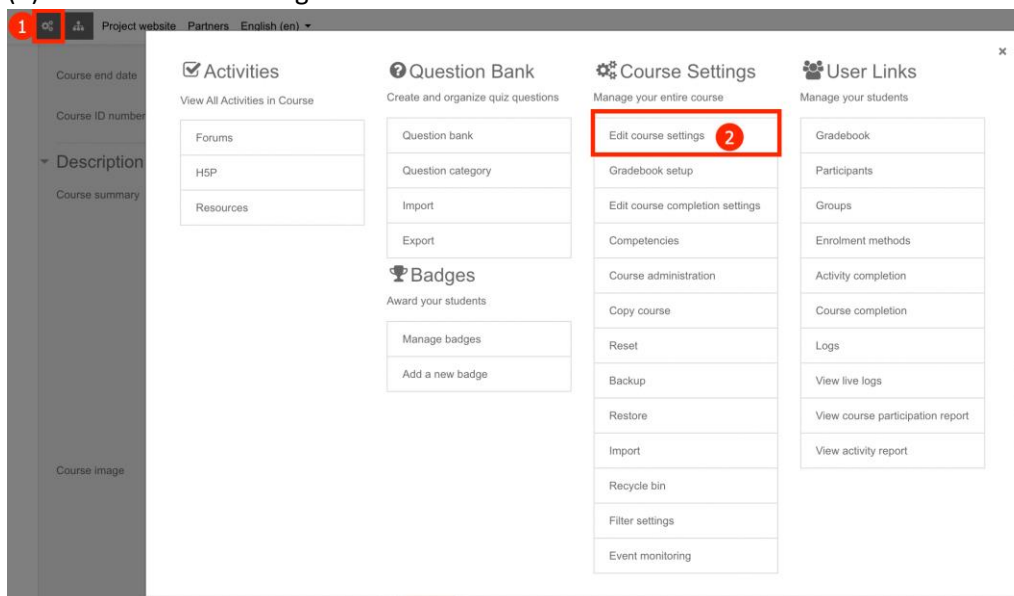 1 Project website Partners English (en)
Course end date
Course ID number
Description
Course summary
Course image
Activities
View All Activities in Course
Forums
H5P
Resources
Question Bank
Create and organize quiz questions
Question bank
Question category
Import
Export
Badges
Award your students
Manage badges
Add a new badge
Course Settings
Manage your entire course
Edit course settings 2
Gradebook setup
Edit course completion settings
Competencies
Course administration
Copy course
Reset
Backup
Restore
Import
Recycle bin
Filter settings
Event monitoring
User Links
Manage your students
Gradebook
Participants
Groups
Enrolment methods
Activity completion
Course completion
Logs
View live logs
View course participation report
View activity report